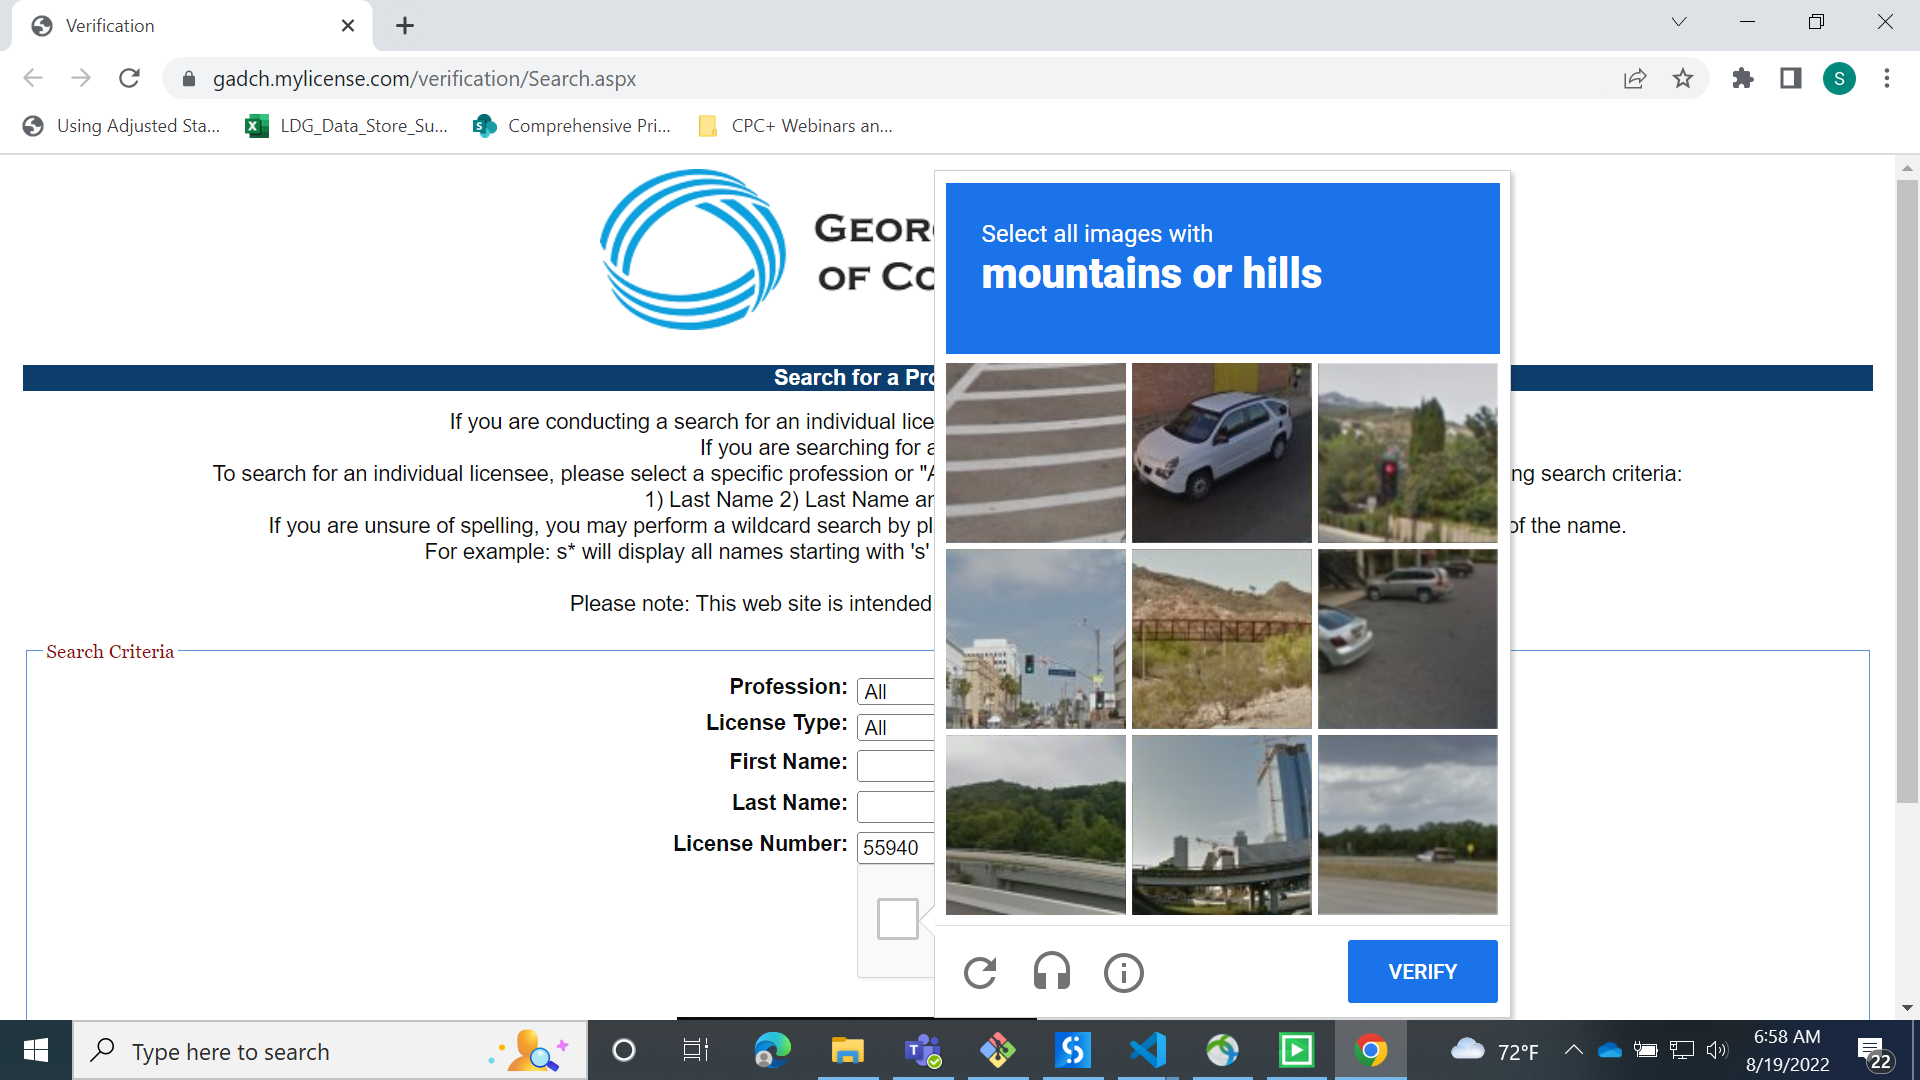 Verification
gadch.mylicense.com/verification/Search.aspx
S
Using Adjusted Sta...
LDG_Data_Store_Su...
Comprehensive Pri...
CPC+ Webinars an...
GEOR
OF CO
Select all images with
mountains or hills
Search for a Pro
If you are conducting a search for an individual lice
If you are searching for a
To search for an individual licensee, please select a specific profession or "A
ng search criteria:
1) Last Name 2) Last Name an
If you are unsure of spelling, you may perform a wildcard search by pl
of the name.
For example: s* will display all names starting with 's'
Please note: This web site is intended
Search Criteria
Profession: All
License Type: All
First Name:
Last Name:
License Number: 55940
VERIFY
Type here to search
72°F
6:58 AM
8/19/2022
22